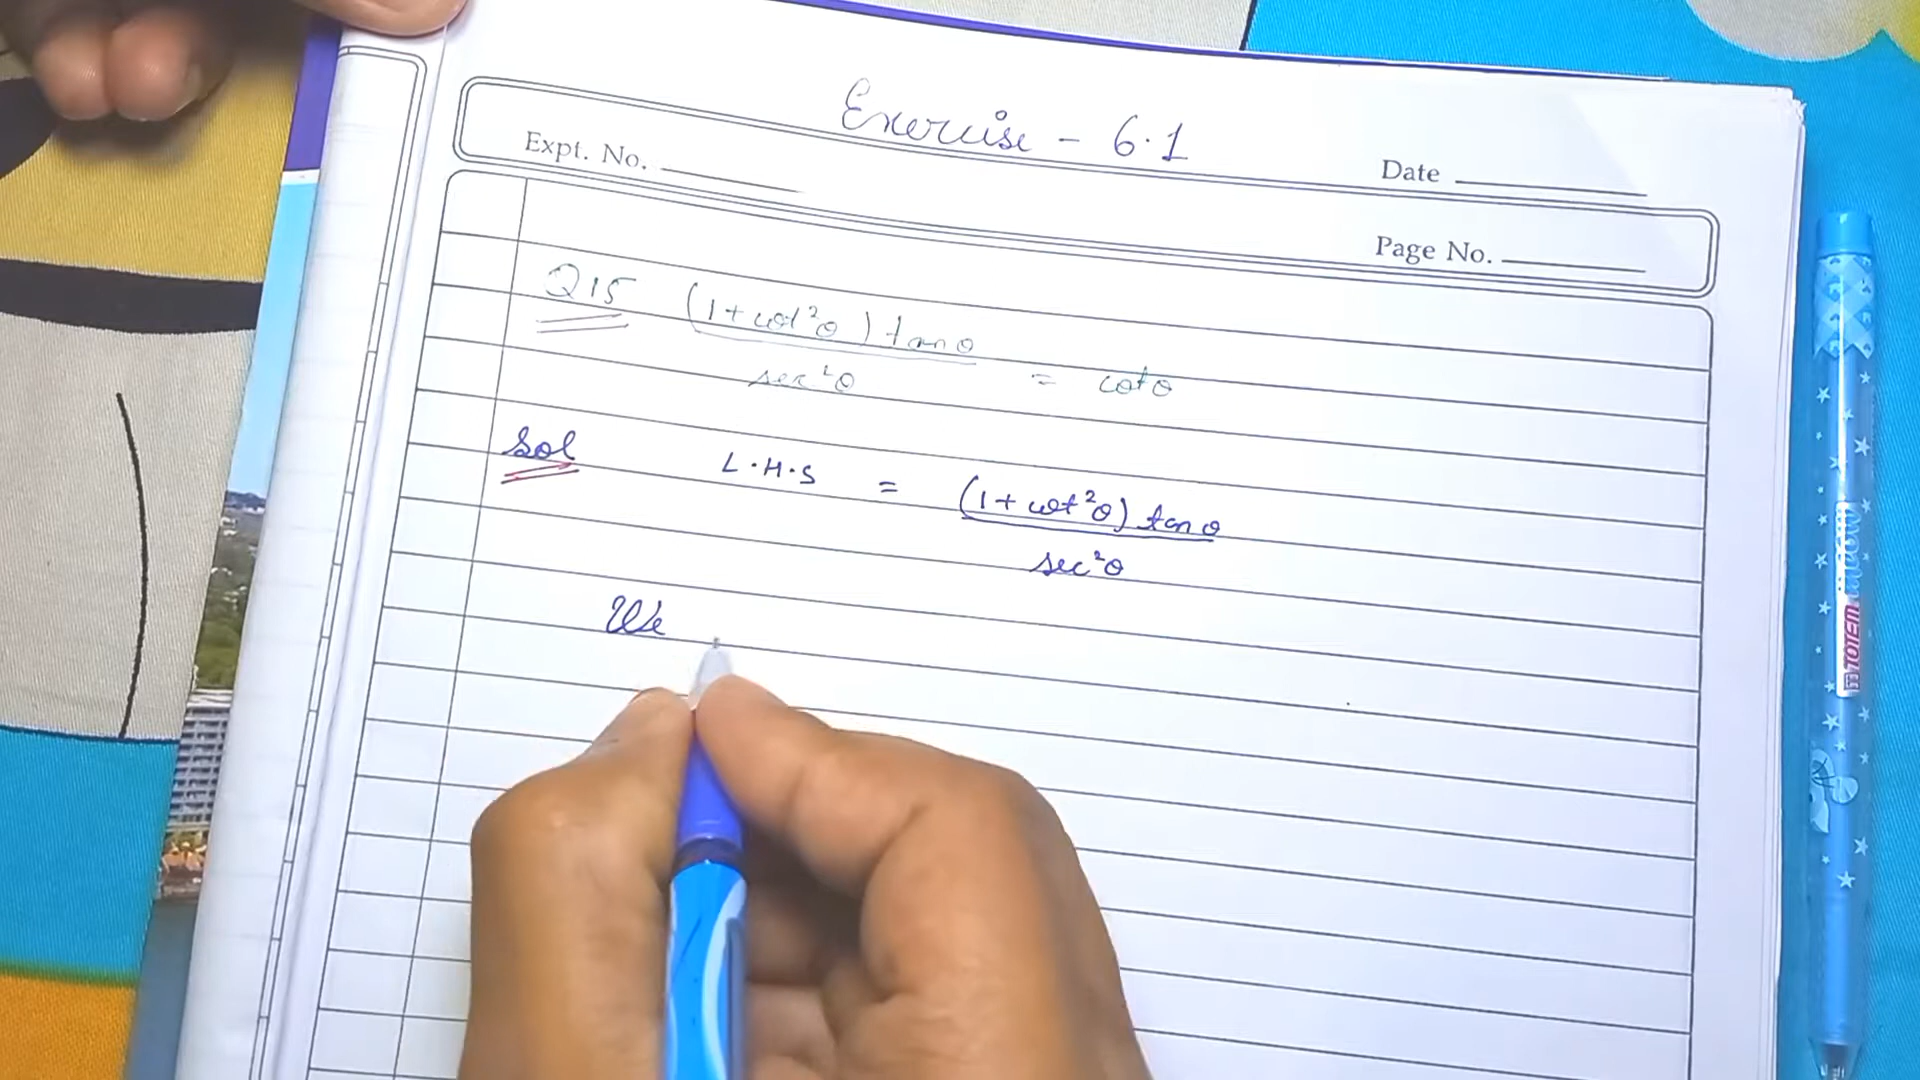 Exercise - 6.1
Expt. No.
Date
Page No.
Q15 (1+cot²θ) tanθ
sec²θ = cotθ
Sol L.H.S = (1+cot²θ) tanθ
sec²θ
We
TOTEM